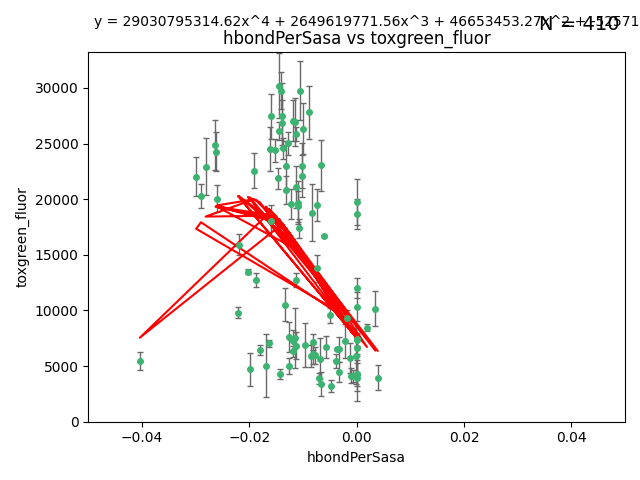 y = 29030795314.62x^4 + 2649619771.56x^3 + 46653453.27x^2 +
N = 410
hbondPerSasa vs toxgreen_fluor
toxgreen_fluor
30000
25000
20000
15000
10000
5000
0
−0.04
−0.02
0.00
0.02
0.04
hbondPerSasa